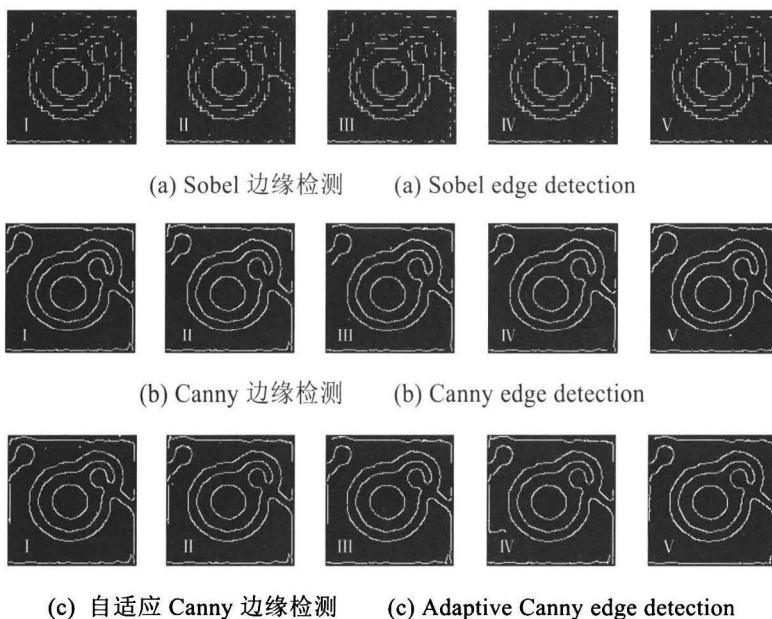 I II III IV V
(a) Sobel 边缘检测 (a) Sobel edge detection
I II III IV V
(b) Canny 边缘检测 (b) Canny edge detection
I II III IV V
(c) 自适应 Canny 边缘检测 (c) Adaptive Canny edge detection